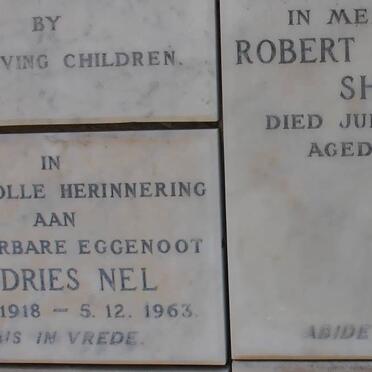 BY
VING CHILDREN.
IN
OLLE HERINNERING
AAN
RBARE EGGENOOT
DRIES NEL
1918 – 5. 12. 1963.
US IN VREDE.
IN ME
ROBERT
SH
DIED JU
AGED
ABIDE